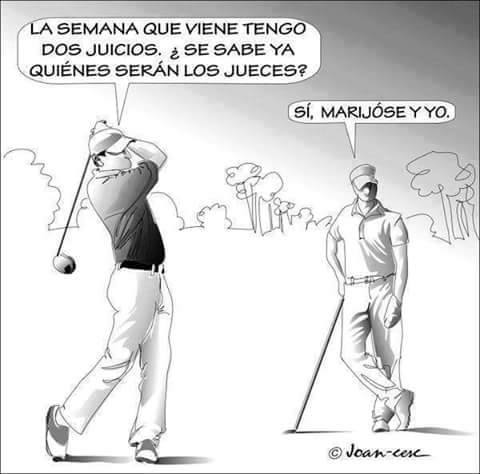 LA SEMANA QUE VIENE TENGO
DOS JUICIOS. ¿ SE SABE YA
QUIÉNES SERÁN LOS JUECES?
SÍ, MARIJÓSE Y YO.
© Joan-cesc